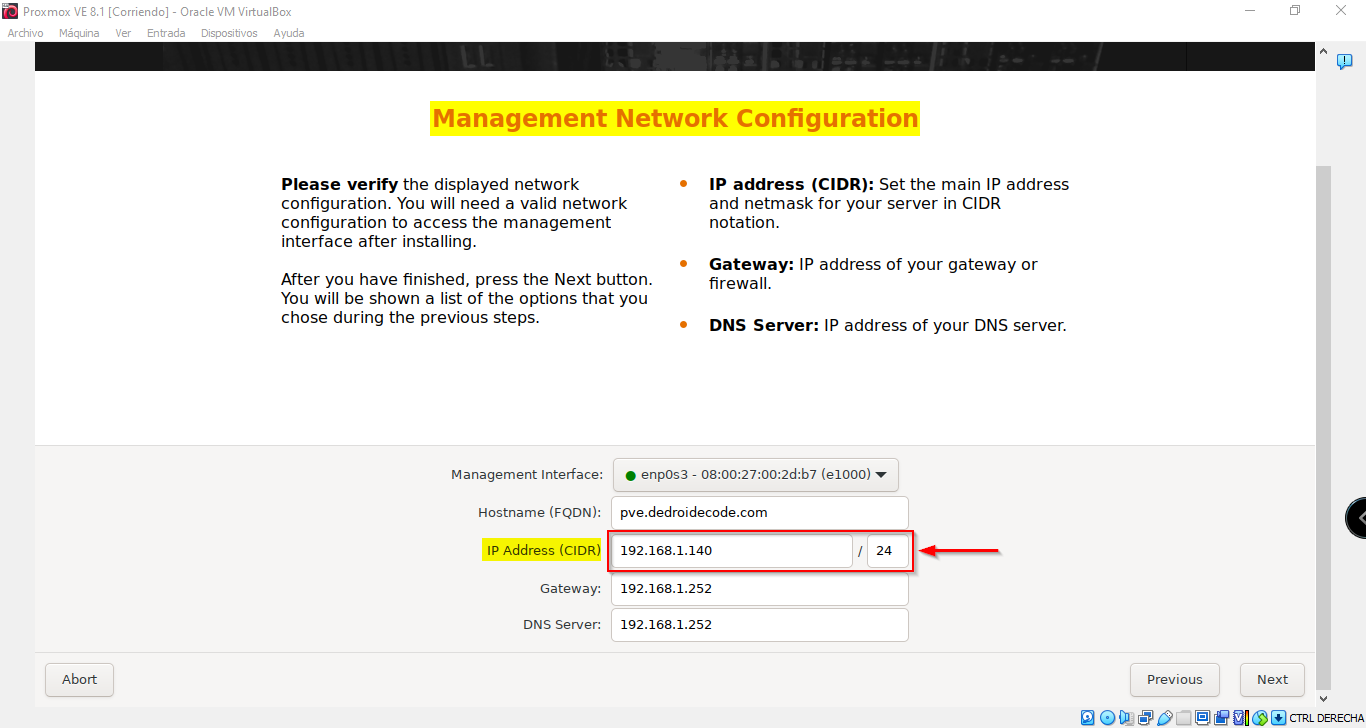 Proxmox VE 8.1 [Corriendo] - Oracle VM VirtualBox
Archivo Máquina Ver Entrada Dispositivos Ayuda
Management Network Configuration
Please verify the displayed network
configuration. You will need a valid network
configuration to access the management
interface after installing.
After you have finished, press the Next button.
You will be shown a list of the options that you
chose during the previous steps.
IP address (CIDR): Set the main IP address
and netmask for your server in CIDR
notation.
Gateway: IP address of your gateway or
firewall.
DNS Server: IP address of your DNS server.
Management Interface: enp0s3 - 08:00:27:00:2d:b7 (e1000)
Hostname (FQDN): pve.dedroidecode.com
IP Address (CIDR) 192.168.1.140 / 24
Gateway: 192.168.1.252
DNS Server: 192.168.1.252
Abort Previous Next
CTRL DERECHA